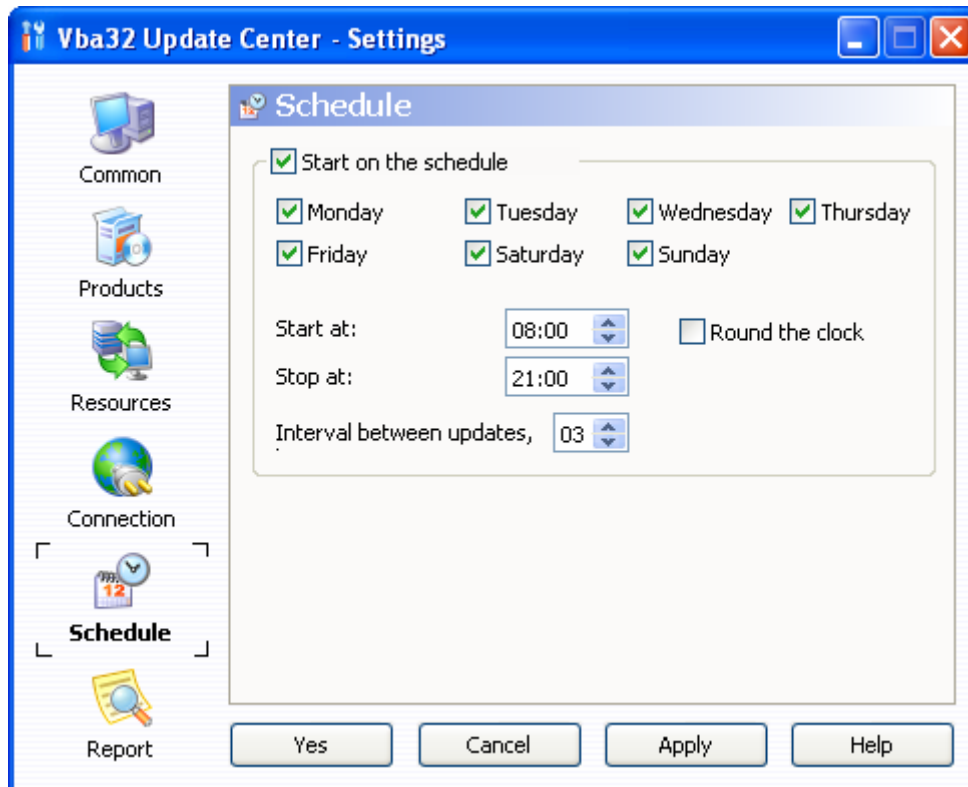 Vba32 Update Center - Settings
Common
Products
Resources
Connection
Schedule
Report
Schedule
Start on the schedule
Monday Tuesday Wednesday Thursday
Friday Saturday Sunday
Start at: 08:00 Round the clock
Stop at: 21:00
Interval between updates, 03
Yes Cancel Apply Help